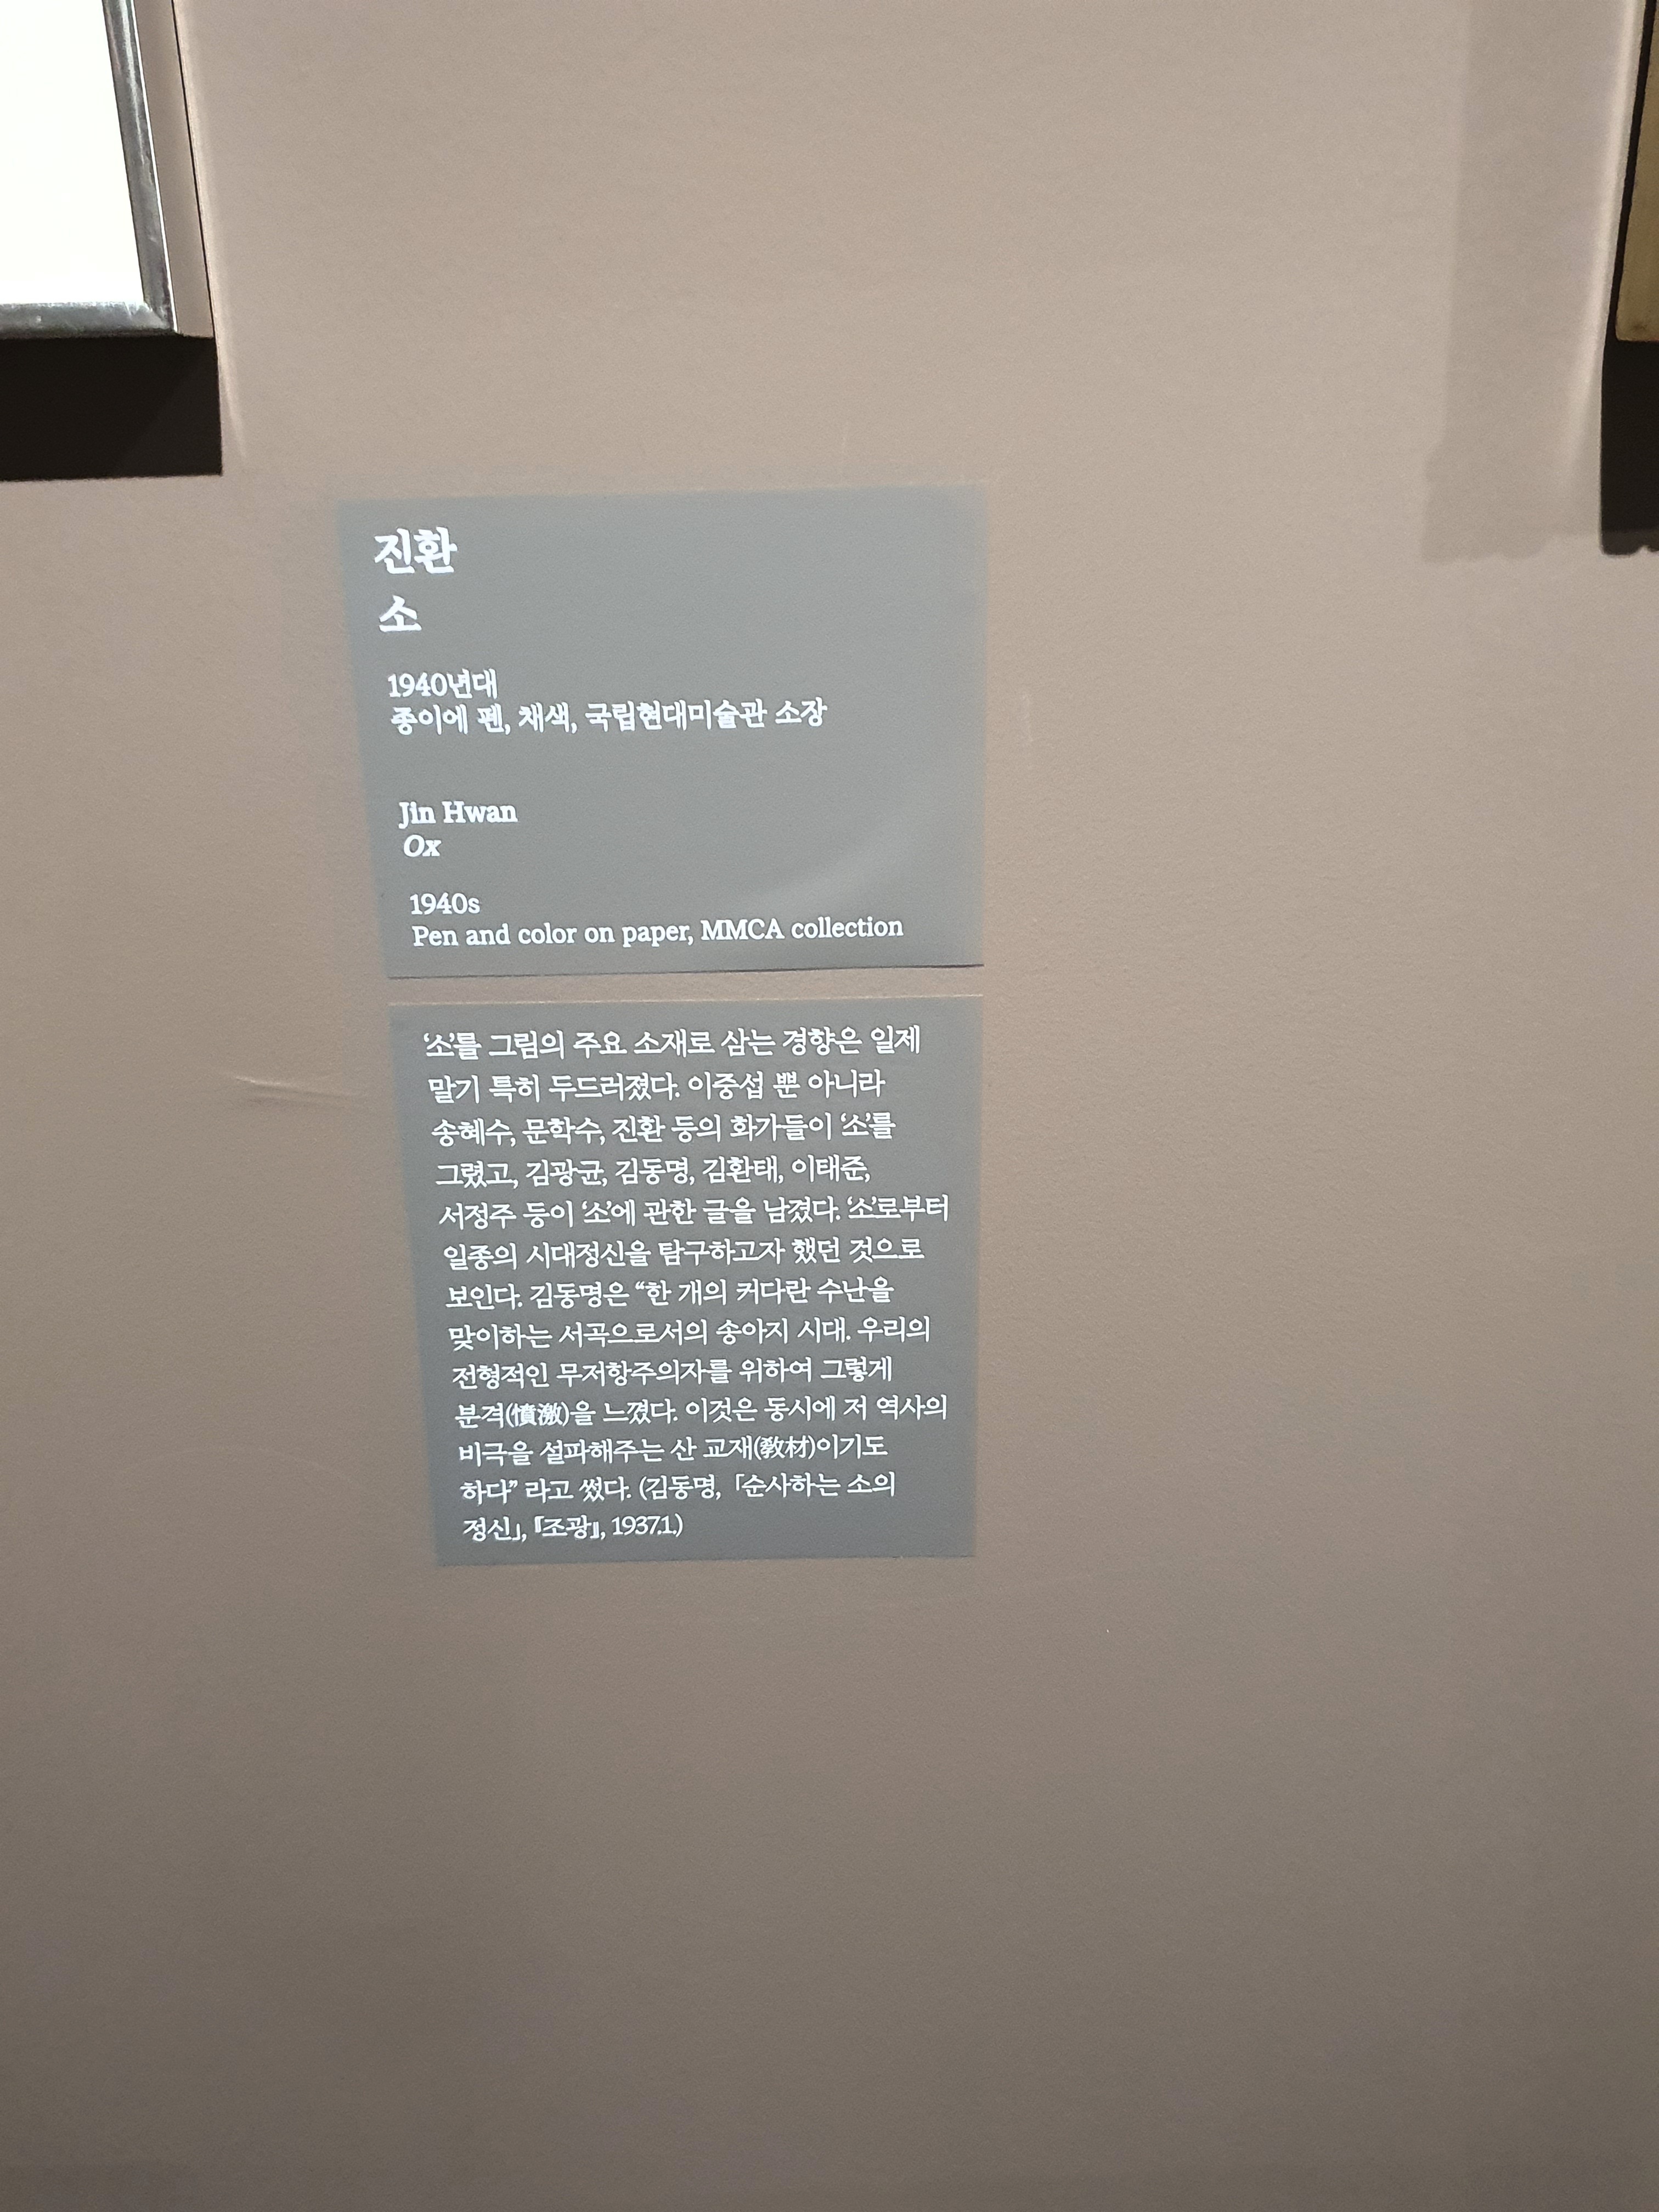 진환
소
1940년대
종이에 펜, 채색, 국립현대미술관 소장
Jin Hwan
Ox
1940s
Pen and color on paper, MMCA collection
‘소’를 그림의 주요 소재로 삼는 경향은 일제
말기 특히 두드러졌다. 이중섭 뿐 아니라
송혜수, 문학수, 진환 등의 화가들이 ‘소’를
그렸고, 김광균, 김동명, 김환태, 이태준,
서정주 등이 ‘소’에 관한 글을 남겼다. ‘소’로부터
일종의 시대정신을 탐구하고자 했던 것으로
보인다. 김동명은 “한 개의 커다란 수난을
맞이하는 서곡으로서의 송아지 시대. 우리의
전형적인 무저항주의자를 위하여 그렇게
분격(憤激)을 느꼈다. 이것은 동시에 저 역사의
비극을 설파해주는 산 교재(敎材)이기도
하다” 라고 썼다. (김동명, 「순사하는 소의
정신」, 『조광』, 1937.1.)